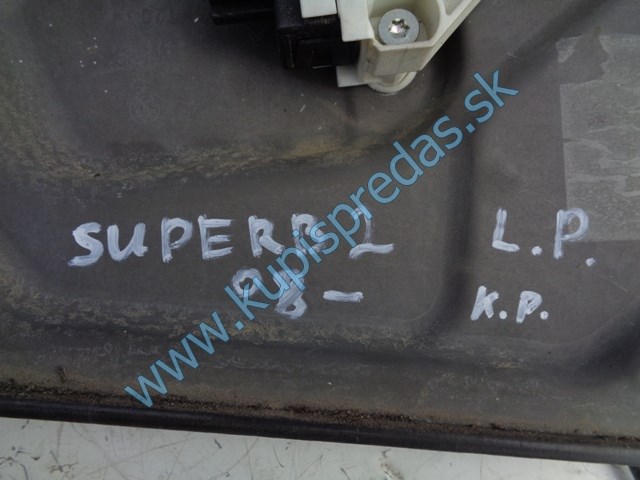 SUPERB 2 L.P.
08- K.P.
www.kupispredas.sk